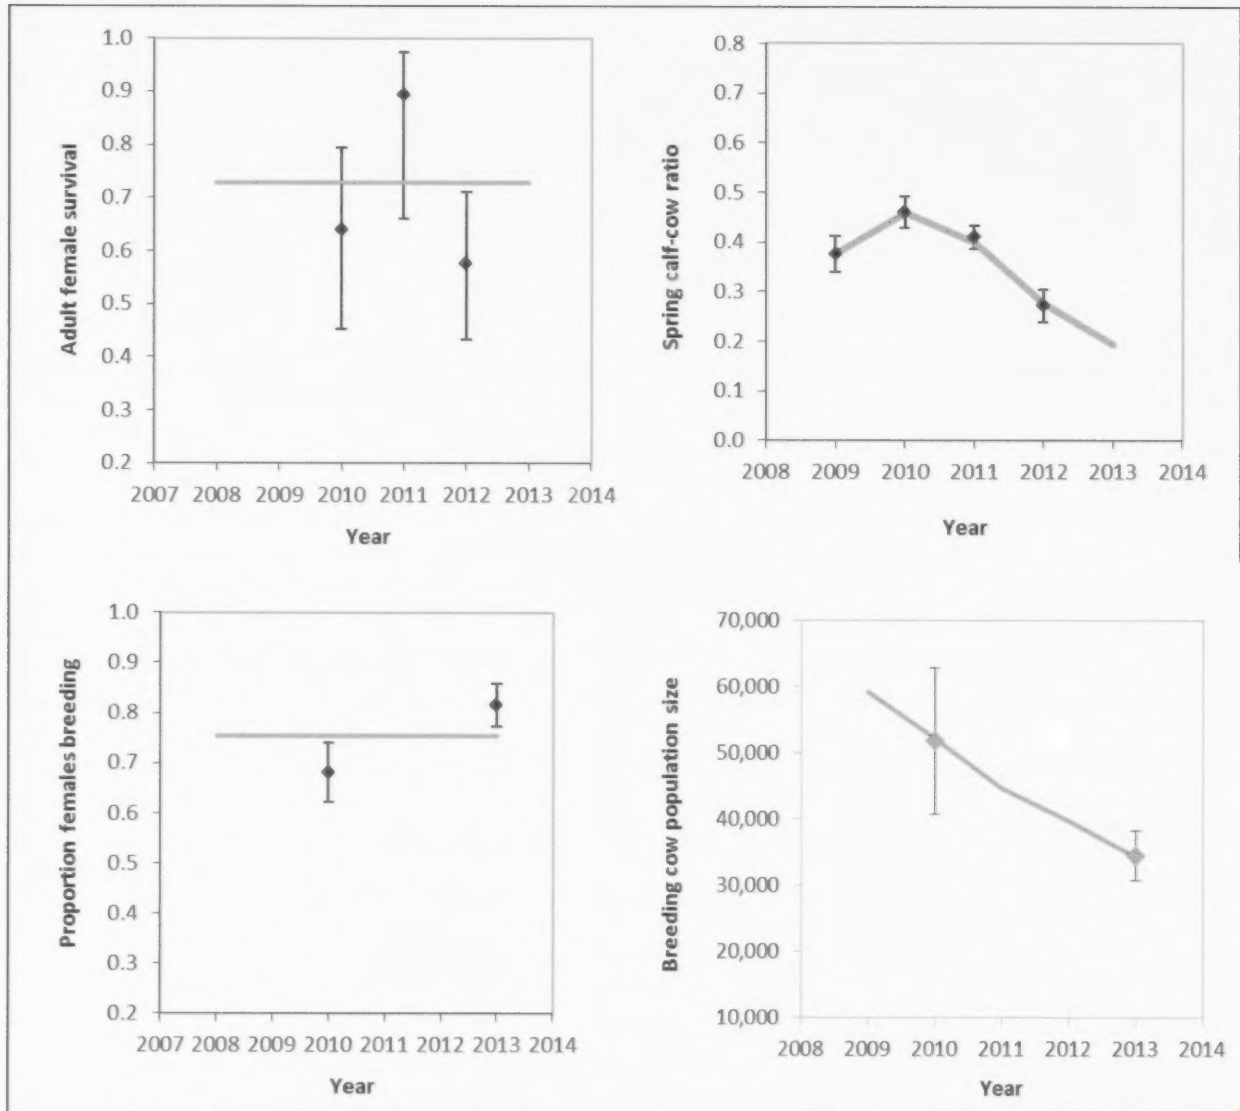 1.0
0.9
0.8
0.7
0.6
0.5
0.4
0.3
0.2
Adult female survival
2007 2008 2009 2010 2011 2012 2013 2014
Year
0.8
0.7
0.6
0.5
0.4
0.3
0.2
0.1
0.0
Spring calf-cow ratio
2008 2009 2010 2011 2012 2013 2014
Year
1.0
0.9
0.8
0.7
0.6
0.5
0.4
0.3
0.2
Proportion females breeding
2007 2008 2009 2010 2011 2012 2013 2014
Year
70,000
60,000
50,000
40,000
30,000
20,000
10,000
Breeding cow population size
2008 2009 2010 2011 2012 2013 2014
Year